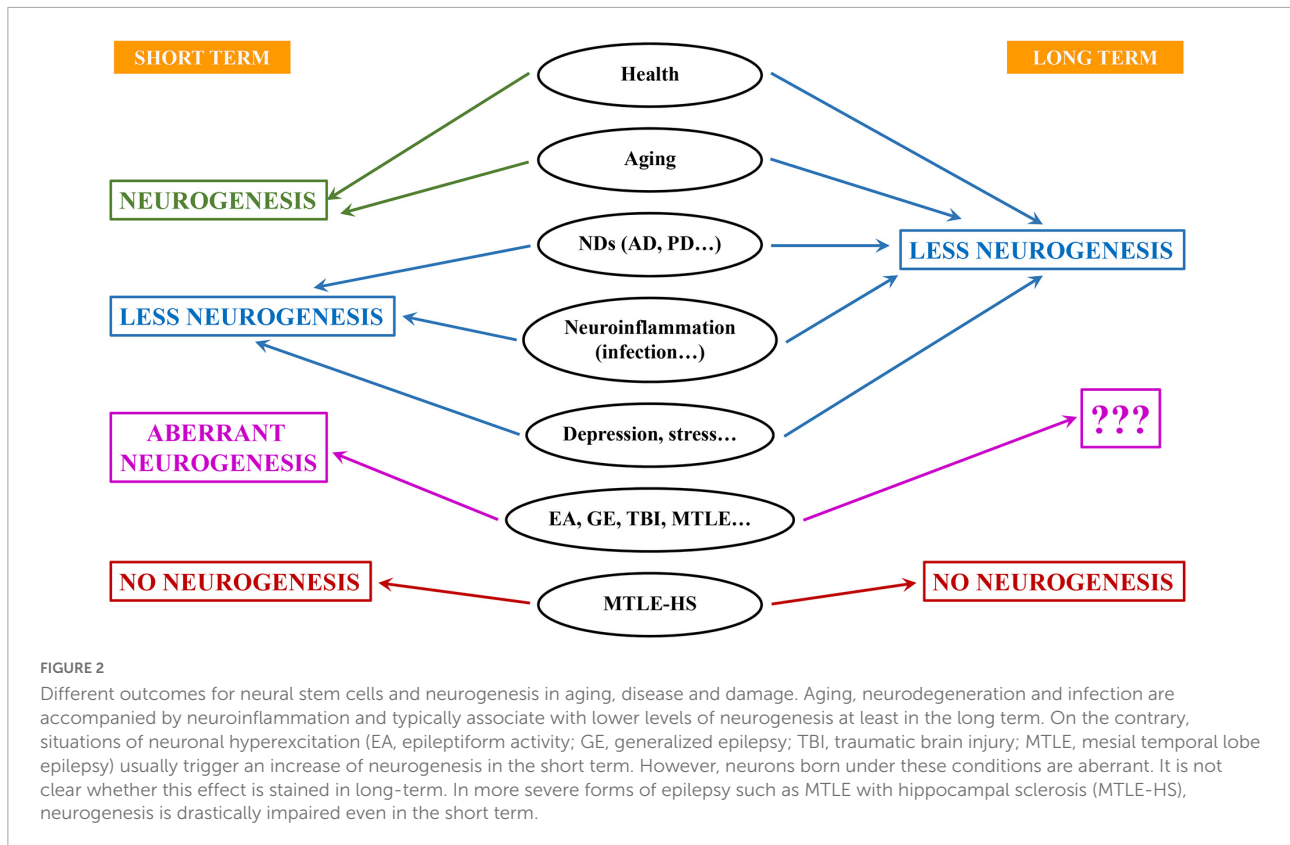 SHORT TERM
LONG TERM
Health
Aging
NEUROGENESIS
NDs (AD, PD…)
LESS NEUROGENESIS
LESS NEUROGENESIS
Neuroinflammation
(infection…)
ABERRANT
NEUROGENESIS
Depression, stress…
???
EA, GE, TBI, MTLE…
NO NEUROGENESIS
MTLE-HS
NO NEUROGENESIS
FIGURE 2
Different outcomes for neural stem cells and neurogenesis in aging, disease and damage. Aging, neurodegeneration and infection are
accompanied by neuroinflammation and typically associate with lower levels of neurogenesis at least in the long term. On the contrary,
situations of neuronal hyperexcitation (EA, epileptiform activity; GE, generalized epilepsy; TBI, traumatic brain injury; MTLE, mesial temporal lobe
epilepsy) usually trigger an increase of neurogenesis in the short term. However, neurons born under these conditions are aberrant. It is not
clear whether this effect is stained in long-term. In more severe forms of epilepsy such as MTLE with hippocampal sclerosis (MTLE-HS),
neurogenesis is drastically impaired even in the short term.